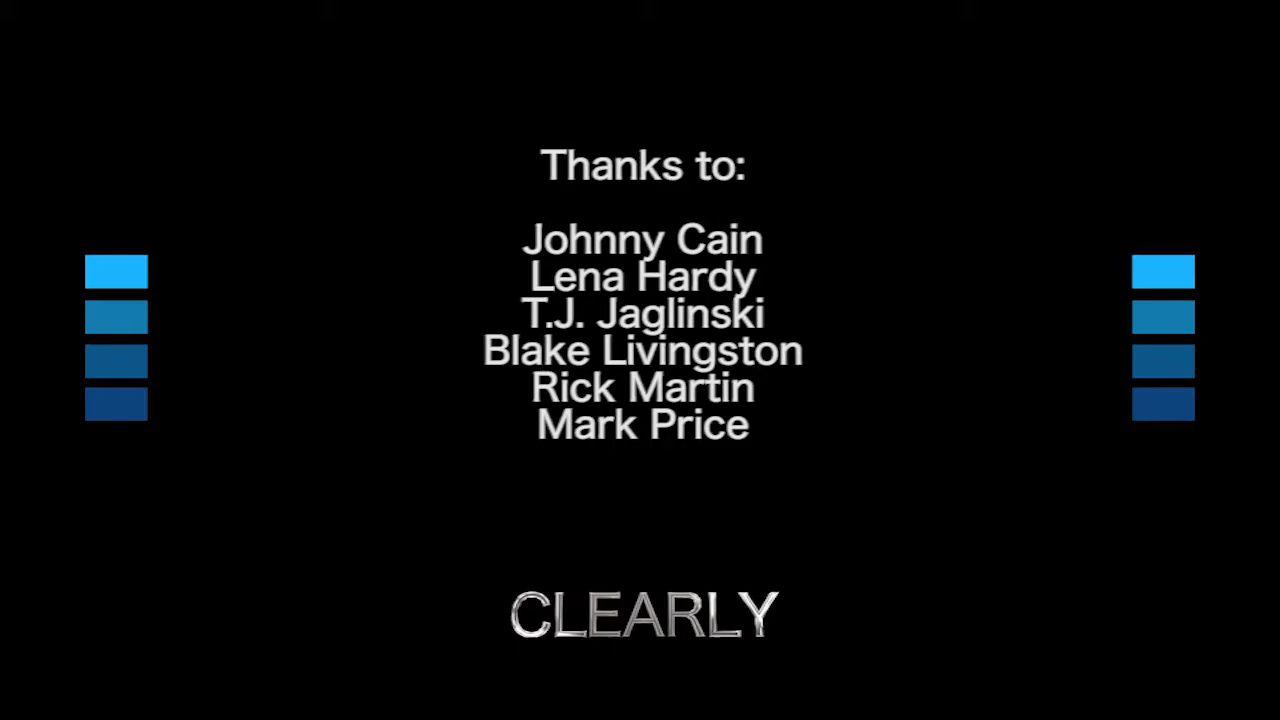 Thanks to:
Johnny Cain
Lena Hardy
T.J. Jaglinski
Blake Livingston
Rick Martin
Mark Price
CLEARLY